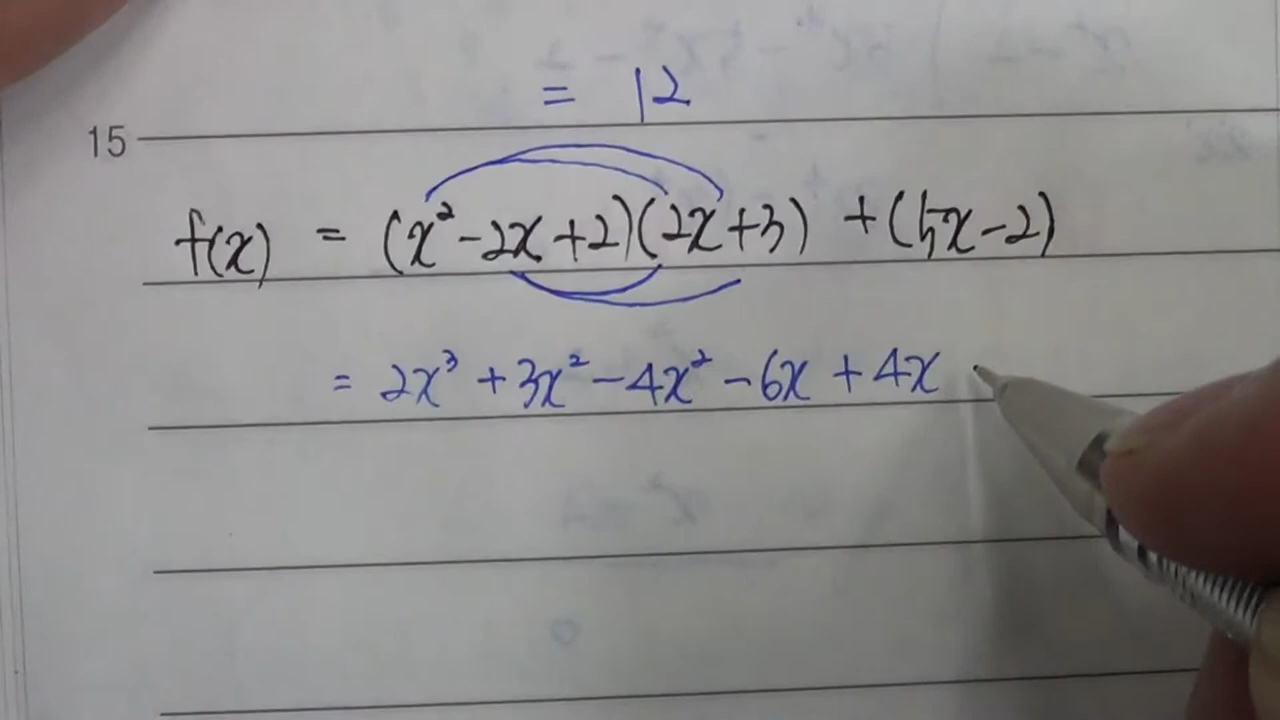 = 12
15
f(x) = (x² - 2x + 2)(2x + 3) + (5x - 2)
= 2x³ + 3x² - 4x² - 6x + 4x